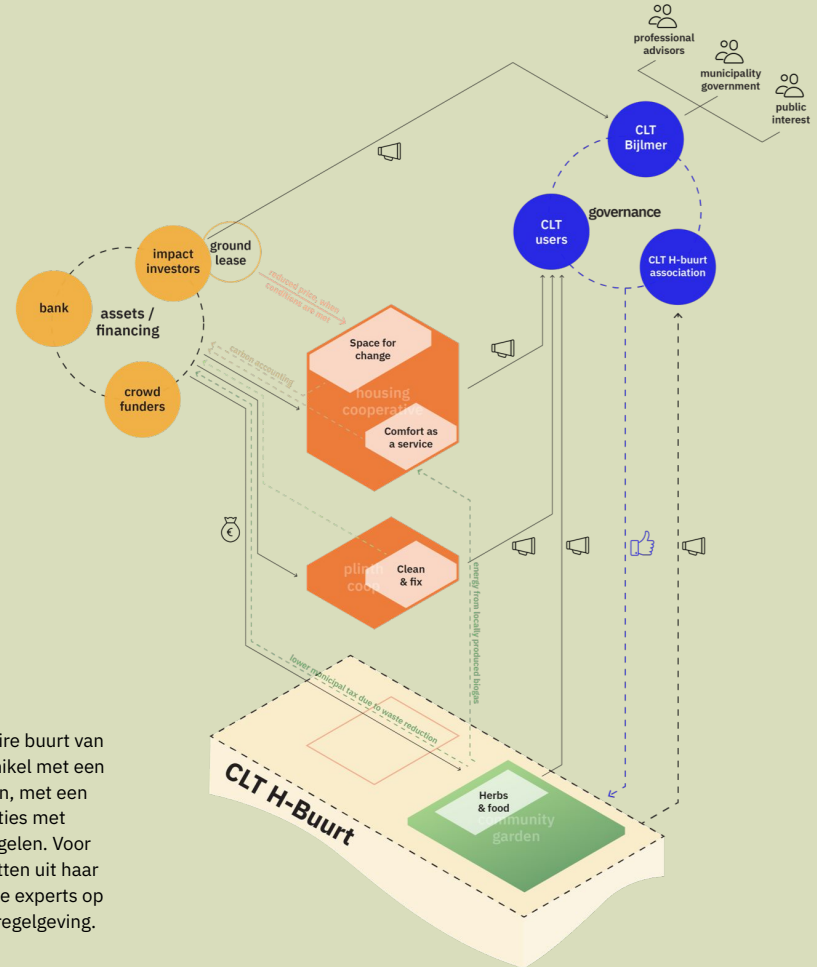 professional
advisors
municipality
government
public
interest
CLT
Bijlmer
CLT
users
governance
CLT H-buurt
association
impact
investors
ground
lease
bank
assets /
financing
crowd
funders
reduced price, when
conditions are met
carbon accounting
Space for
change
housing
cooperative
Comfort as
a service
plinth
coop
Clean
& fix
€
energy from locally produced biogas
lower municipal tax due to waste reduction
CLT H-Buurt
Herbs
& food
community
garden
ire buurt van
nikel met een
n, met een
ties met
gelen. Voor
tten uit haar
e experts op
regelgeving.